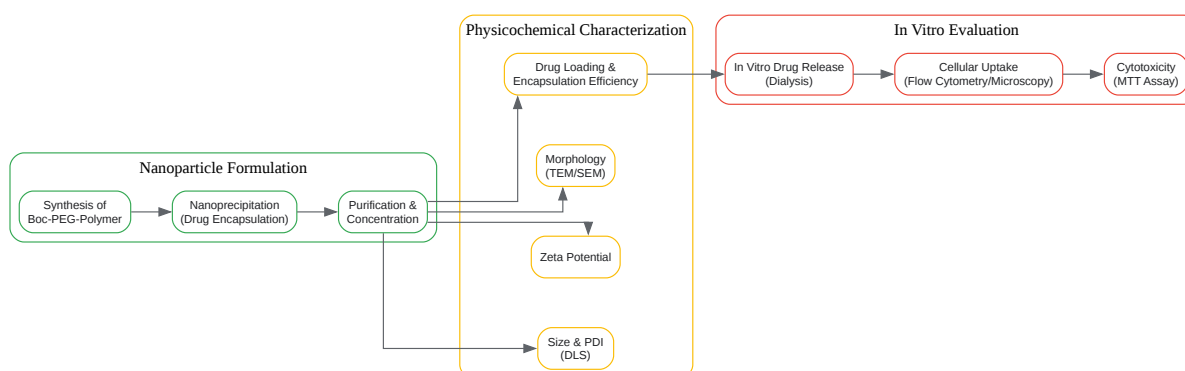 Nanoparticle Formulation
Synthesis of
Boc-PEG-Polymer
Nanoprecipitation
(Drug Encapsulation)
Purification &
Concentration
Physicochemical Characterization
Drug Loading &
Encapsulation Efficiency
Morphology
(TEM/SEM)
Zeta Potential
Size & PDI
(DLS)
In Vitro Evaluation
In Vitro Drug Release
(Dialysis)
Cellular Uptake
(Flow Cytometry/Microscopy)
Cytotoxicity
(MTT Assay)